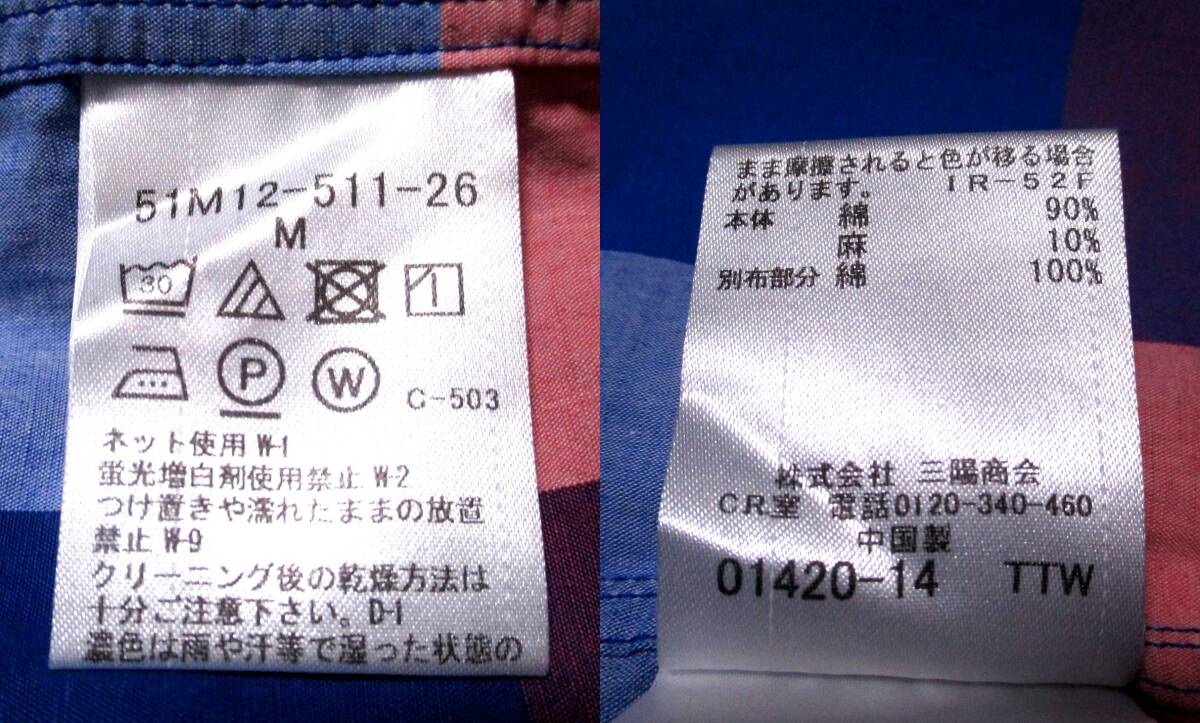 51M12-511-26
M
30
P W C-503
ネット使用 W-1
蛍光増白剤使用禁止 W-2
つけ置きや濡れたままの放置
禁止 W-9
クリーニング後の乾燥方法は
十分ご注意下さい。D-1
濃色は雨や汗等で湿った状態の
まま摩擦されると色が移る場合
があります。 IR-52F
本体 綿 90%
麻 10%
別布部分 綿 100%
株式会社 三陽商会
CR室 電話0120-340-460
中国製
01420-14 TTW